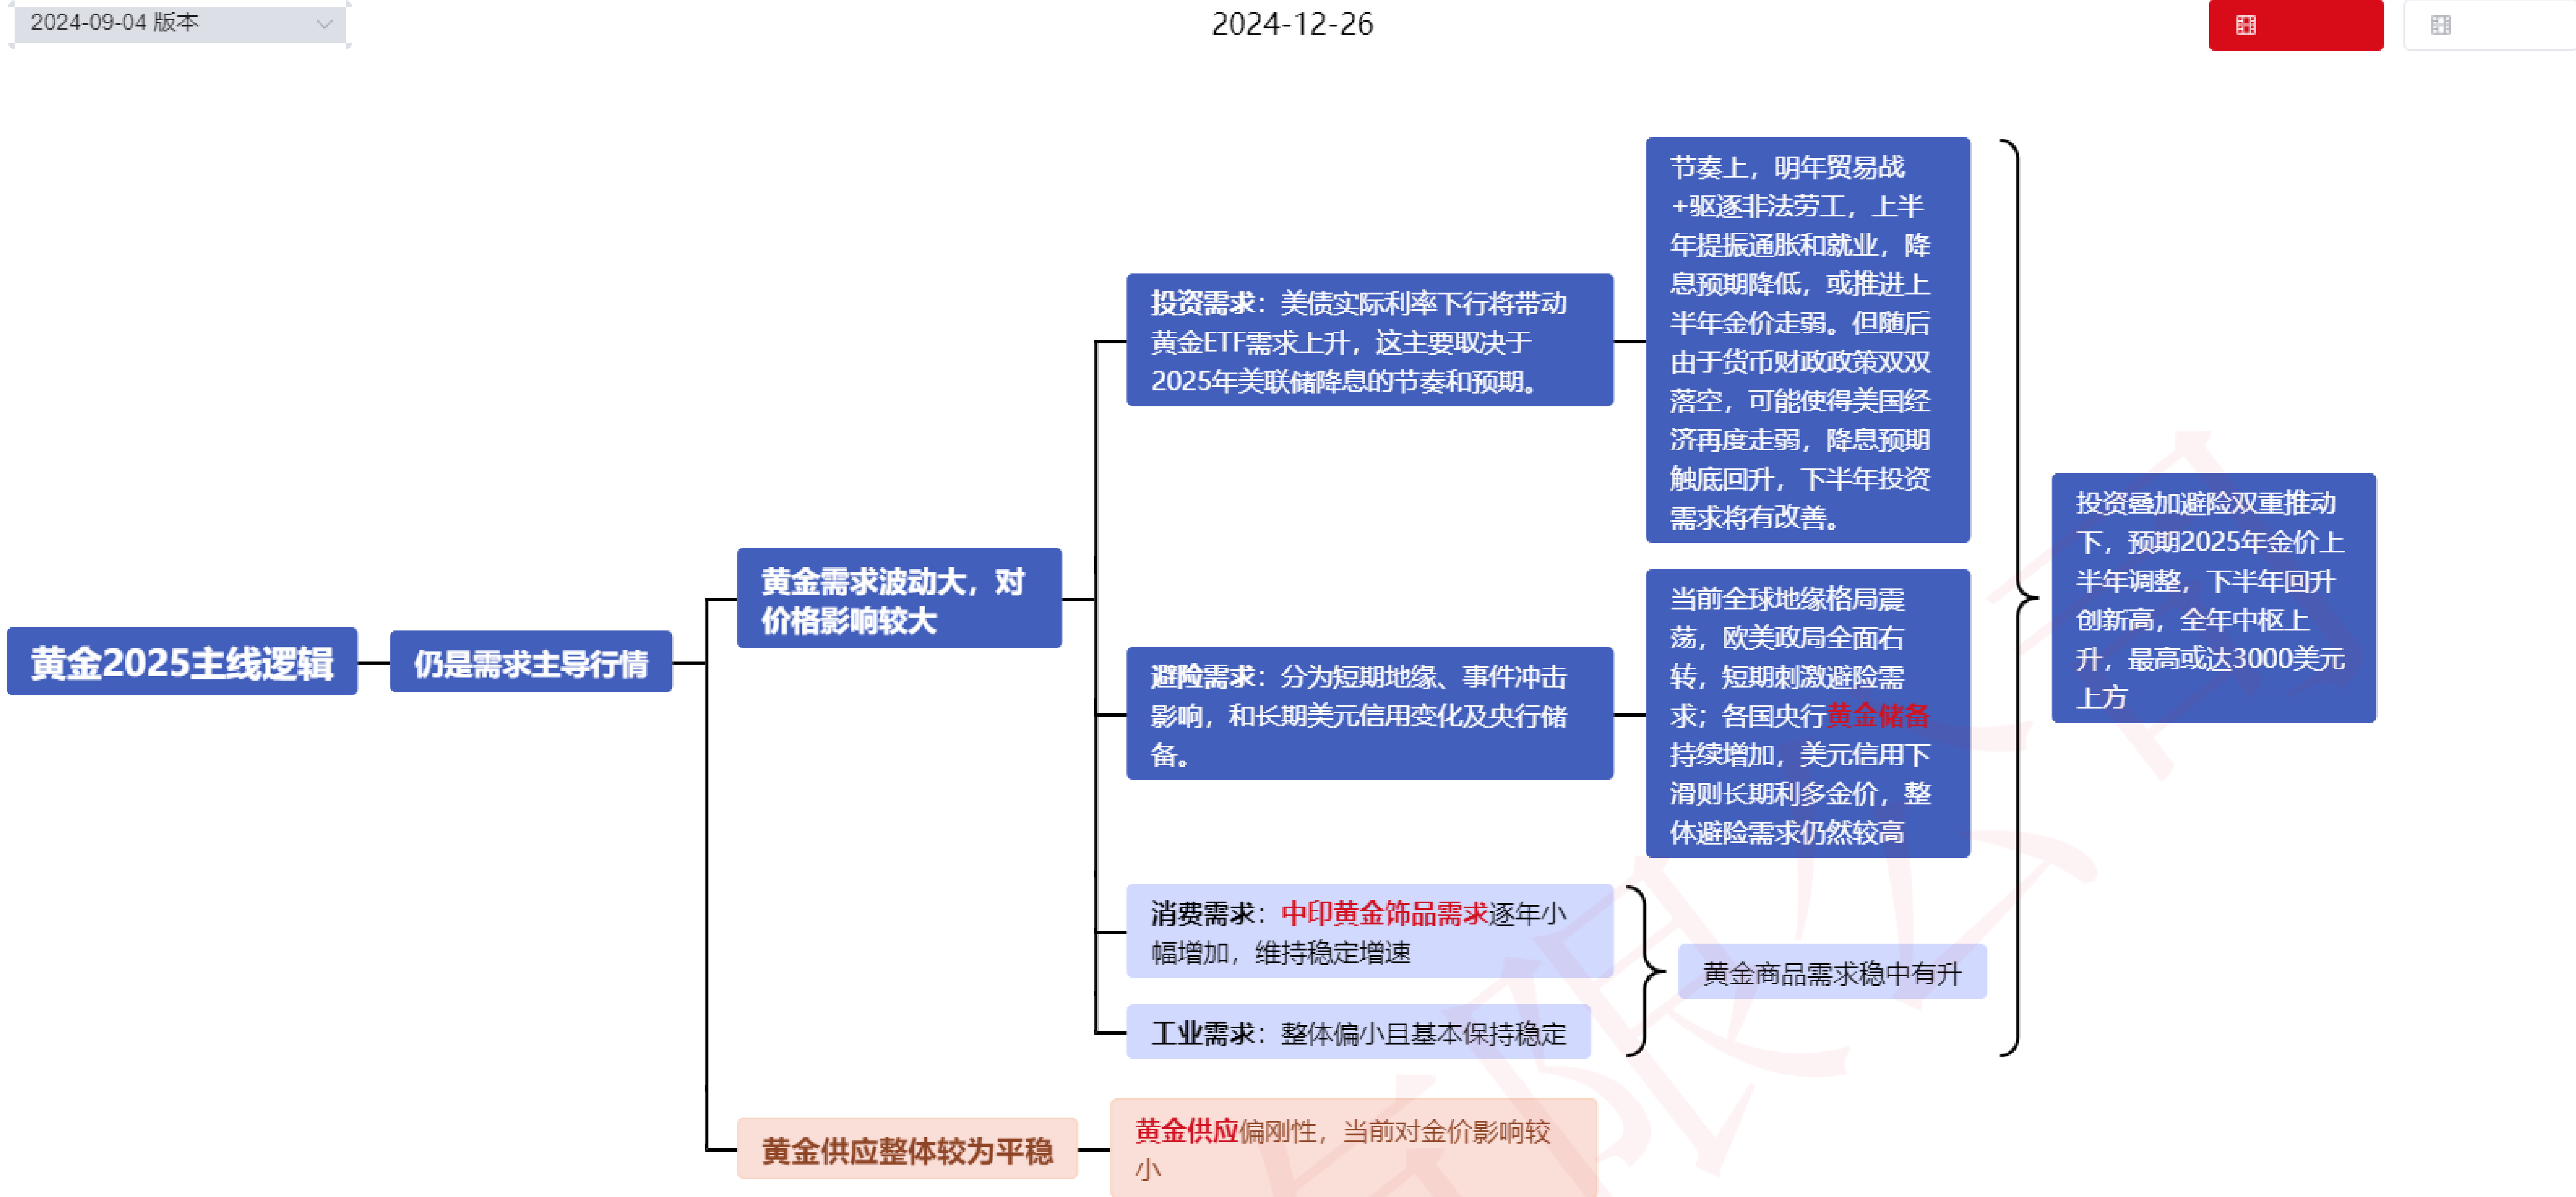 2024-09-04 版本
2024-12-26
黄金2025主线逻辑
仍是需求主导行情
黄金需求波动大，对
价格影响较大
投资需求：美债实际利率下行将带动
黄金ETF需求上升，这主要取决于
2025年美联储降息的节奏和预期。
节奏上，明年贸易战
+驱逐非法劳工，上半
年提振通胀和就业，降
息预期降低，或推进上
半年金价走弱。但随后
由于货币财政政策双双
落空，可能使得美国经
济再度走弱，降息预期
触底回升，下半年投资
需求将有改善。
避险需求：分为短期地缘、事件冲击
影响，和长期美元信用变化及央行储
备。
当前全球地缘格局震
荡，欧美政局全面右
转，短期刺激避险需
求；各国央行黄金储备
持续增加，美元信用下
滑则长期利多金价，整
体避险需求仍然较高
消费需求：中印黄金饰品需求逐年小
幅增加，维持稳定增速
工业需求：整体偏小且基本保持稳定
黄金商品需求稳中有升
投资叠加避险双重推动
下，预期2025年金价上
半年调整，下半年回升
创新高，全年中枢上
升，最高或达3000美元
上方
黄金供应整体较为平稳
黄金供应偏刚性，当前对金价影响较
小
限公